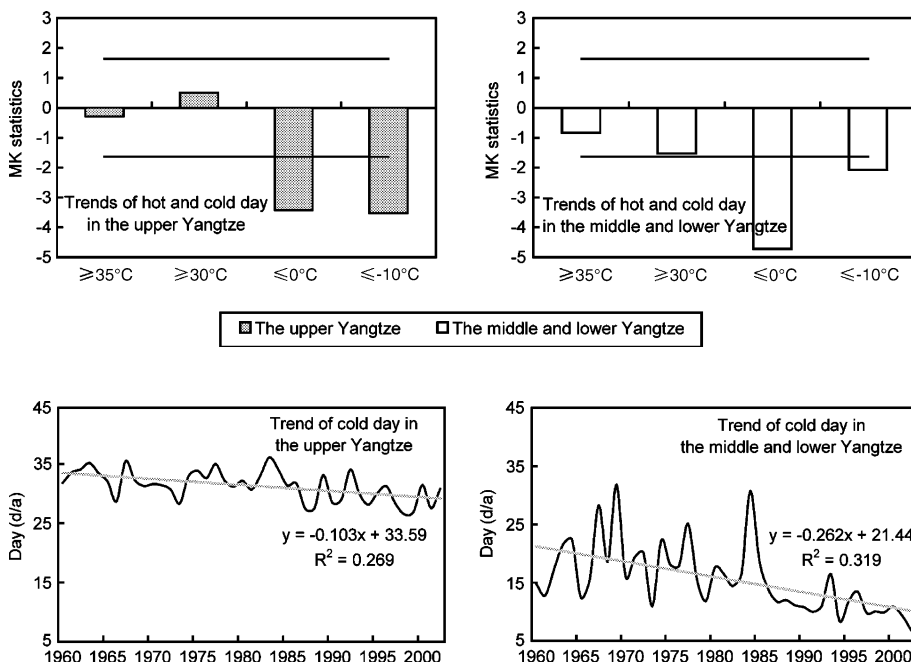 3
2
1
0
-1
-2
-3
-4
-5
MK statistics
Trends of hot and cold day
in the upper Yangtze
≥35°C
≥30°C
≤0°C
≤-10°C
3
2
1
0
-1
-2
-3
-4
-5
MK statistics
Trends of hot and cold day
in the middle and lower Yangtze
≥35°C
≥30°C
≤0°C
≤-10°C
The upper Yangtze
The middle and lower Yangtze
45
35
25
15
5
Day (d/a)
Trend of cold day in
the upper Yangtze
y = -0.103x + 33.59
R² = 0.269
1960 1965 1970 1975 1980 1985 1990 1995 2000
45
35
25
15
5
Day (d/a)
Trend of cold day in
the middle and lower Yangtze
y = -0.262x + 21.44
R² = 0.319
1960 1965 1970 1975 1980 1985 1990 1995 2000